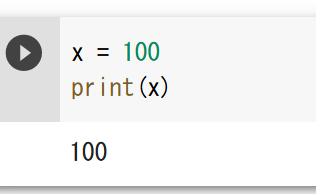 x = 100
print(x)
100